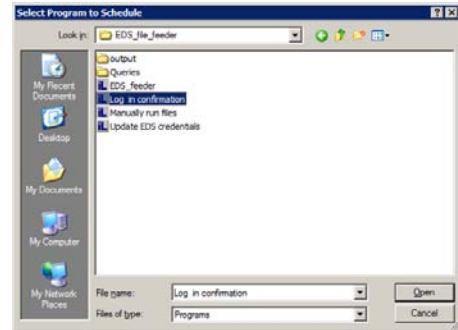 Select Program to Schedule
Look in:
EDS_file_feeder
output
Queries
EDS_feeder
Log in confirmation
Manually run files
Update EDS credentials
My Recent
Documents
Desktop
My Documents
My Computer
My Network
Places
File name:
Log in confirmation
Open
Files of type:
Programs
Cancel